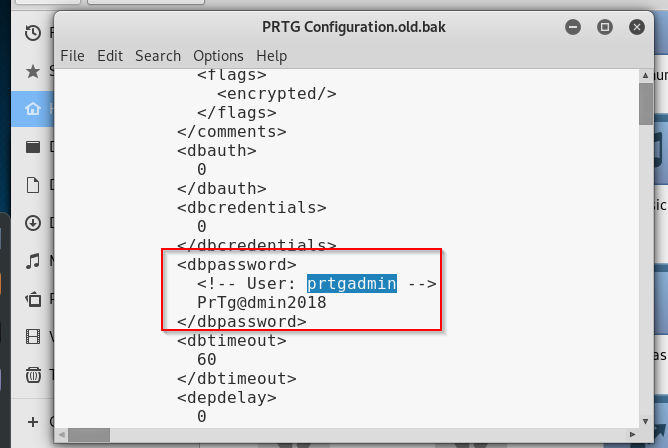 PRTG Configuration.old.bak
File Edit Search Options Help
<flags>
<encrypted/>
</flags>
</comments>
<dbauth>
0
</dbauth>
<dbcredentials>
0
</dbcredentials>
<dbpassword>
<!-- User: prtgadmin -->
PrTg@dmin2018
</dbpassword>
<dbtimeout>
60
</dbtimeout>
<depdelay>
0